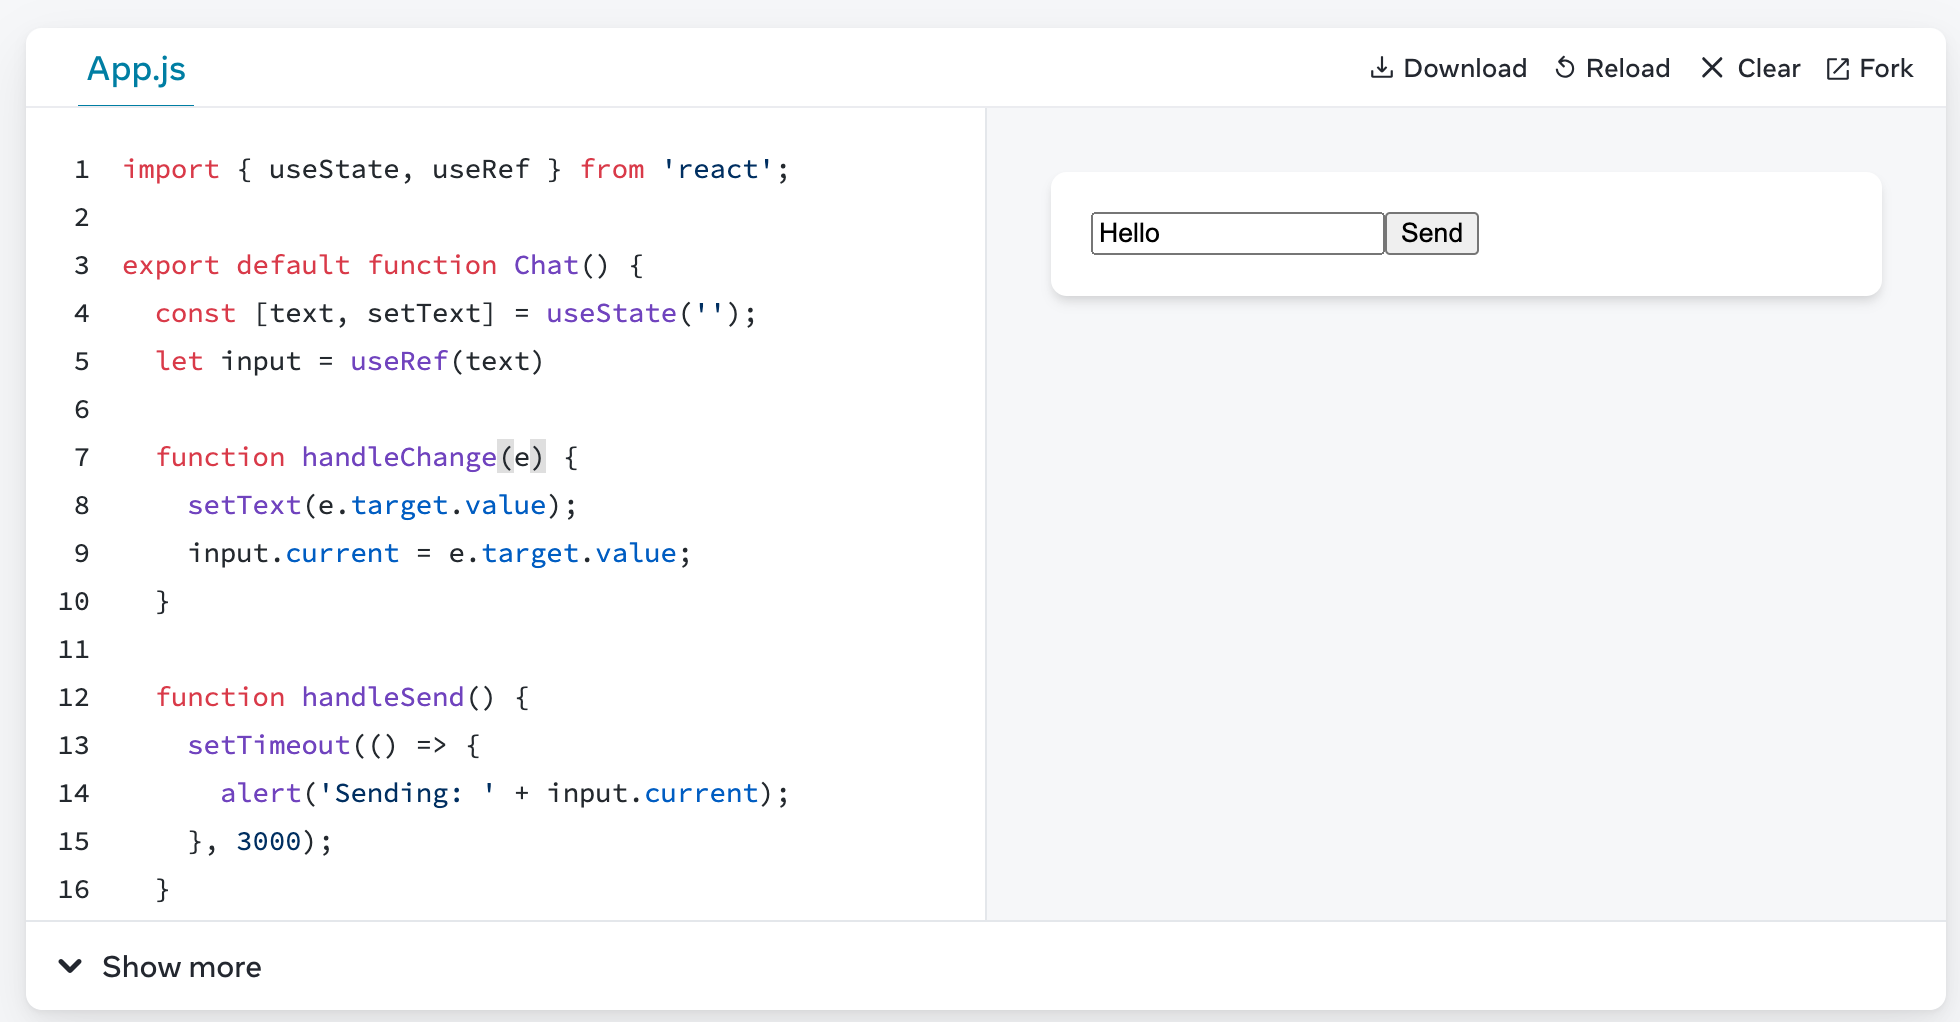 App.js
Download Reload Clear Fork
1 import { useState, useRef } from 'react';
2
3 export default function Chat() {
4   const [text, setText] = useState('');
5   let input = useRef(text)
6
7   function handleChange(e) {
8     setText(e.target.value);
9     input.current = e.target.value;
10   }
11
12   function handleSend() {
13     setTimeout(() => {
14       alert('Sending: ' + input.current);
15     }, 3000);
16   }
Hello Send
Show more